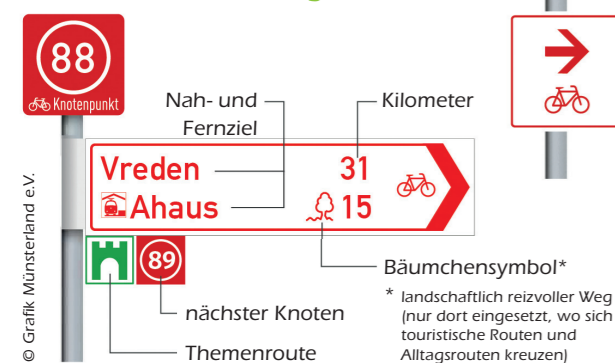 88
Knotenpunkt
Nah- und
Fernziel
Kilometer
Vreden 31
Ahaus 15
89
Bäumchensymbol*
nächster Knoten
Themenroute
* landschaftlich reizvoller Weg
(nur dort eingesetzt, wo sich
touristische Routen und
Alltagsrouten kreuzen)
© Grafik Münsterland e.V.